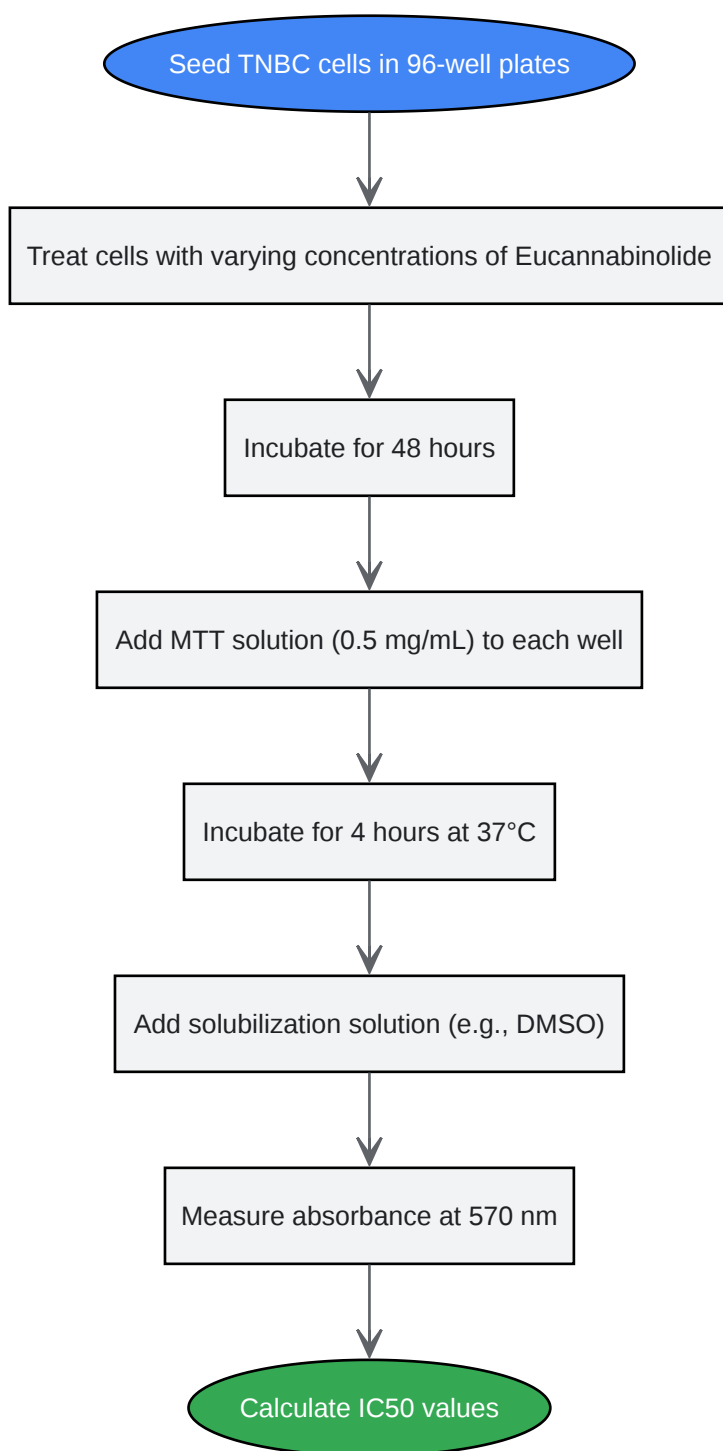 Seed TNBC cells in 96-well plates
Treat cells with varying concentrations of Eucannabinolide
Incubate for 48 hours
Add MTT solution (0.5 mg/mL) to each well
Incubate for 4 hours at 37°C
Add solubilization solution (e.g., DMSO)
Measure absorbance at 570 nm
Calculate IC50 values